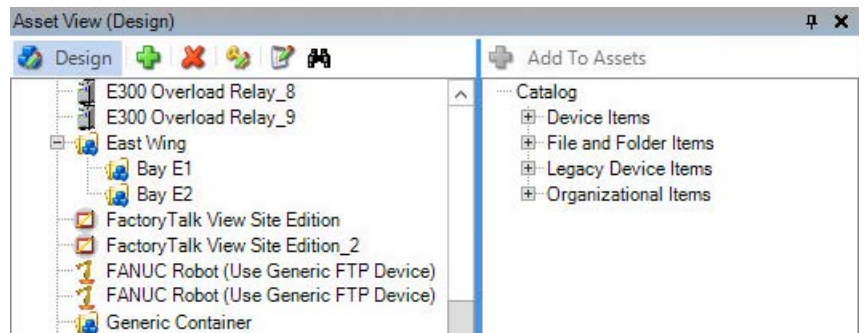 Asset View (Design)
Design
Add To Assets
E300 Overload Relay_8
E300 Overload Relay_9
East Wing
Bay E1
Bay E2
FactoryTalk View Site Edition
FactoryTalk View Site Edition_2
FANUC Robot (Use Generic FTP Device)
FANUC Robot (Use Generic FTP Device)
Generic Container
Catalog
Device Items
File and Folder Items
Legacy Device Items
Organizational Items